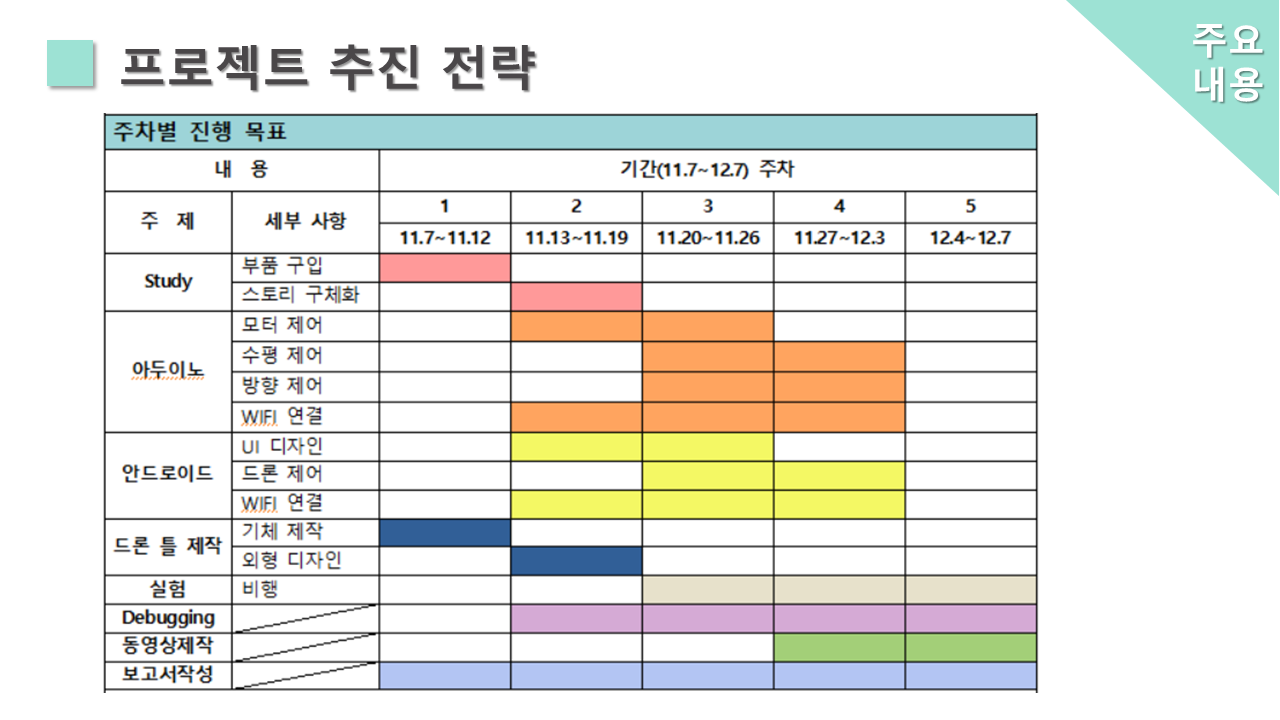 프로젝트 추진 전략
주요
내용
주차별 진행 목표
내 용 기간(11.7~12.7) 주차
주 제 세부 사항 1 2 3 4 5
11.7~11.12 11.13~11.19 11.20~11.26 11.27~12.3 12.4~12.7
Study 부품 구입
스토리 구체화
아두이노 모터 제어
수평 제어
방향 제어
WIFI 연결
안드로이드 UI 디자인
드론 제어
WIFI 연결
드론 틀 제작 기체 제작
외형 디자인
실험 비행
Debugging
동영상제작
보고서작성